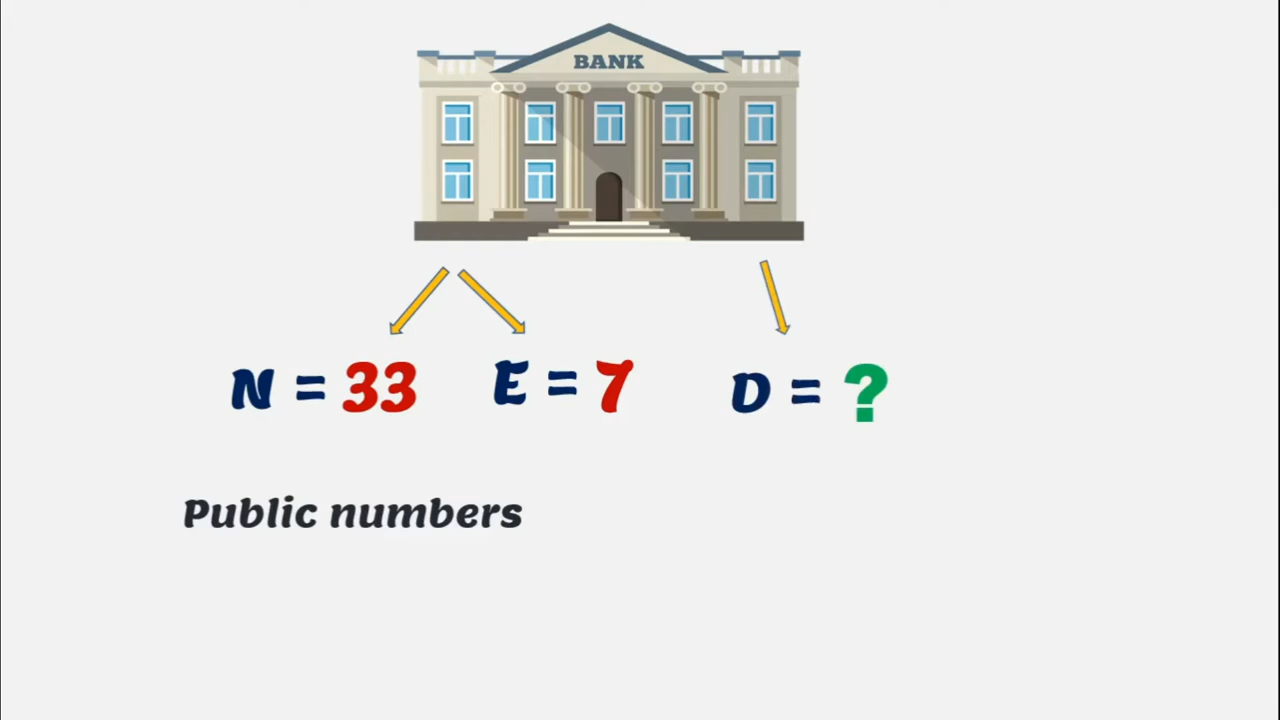 BANK
N = 33 E = 7 D = ?
Public numbers